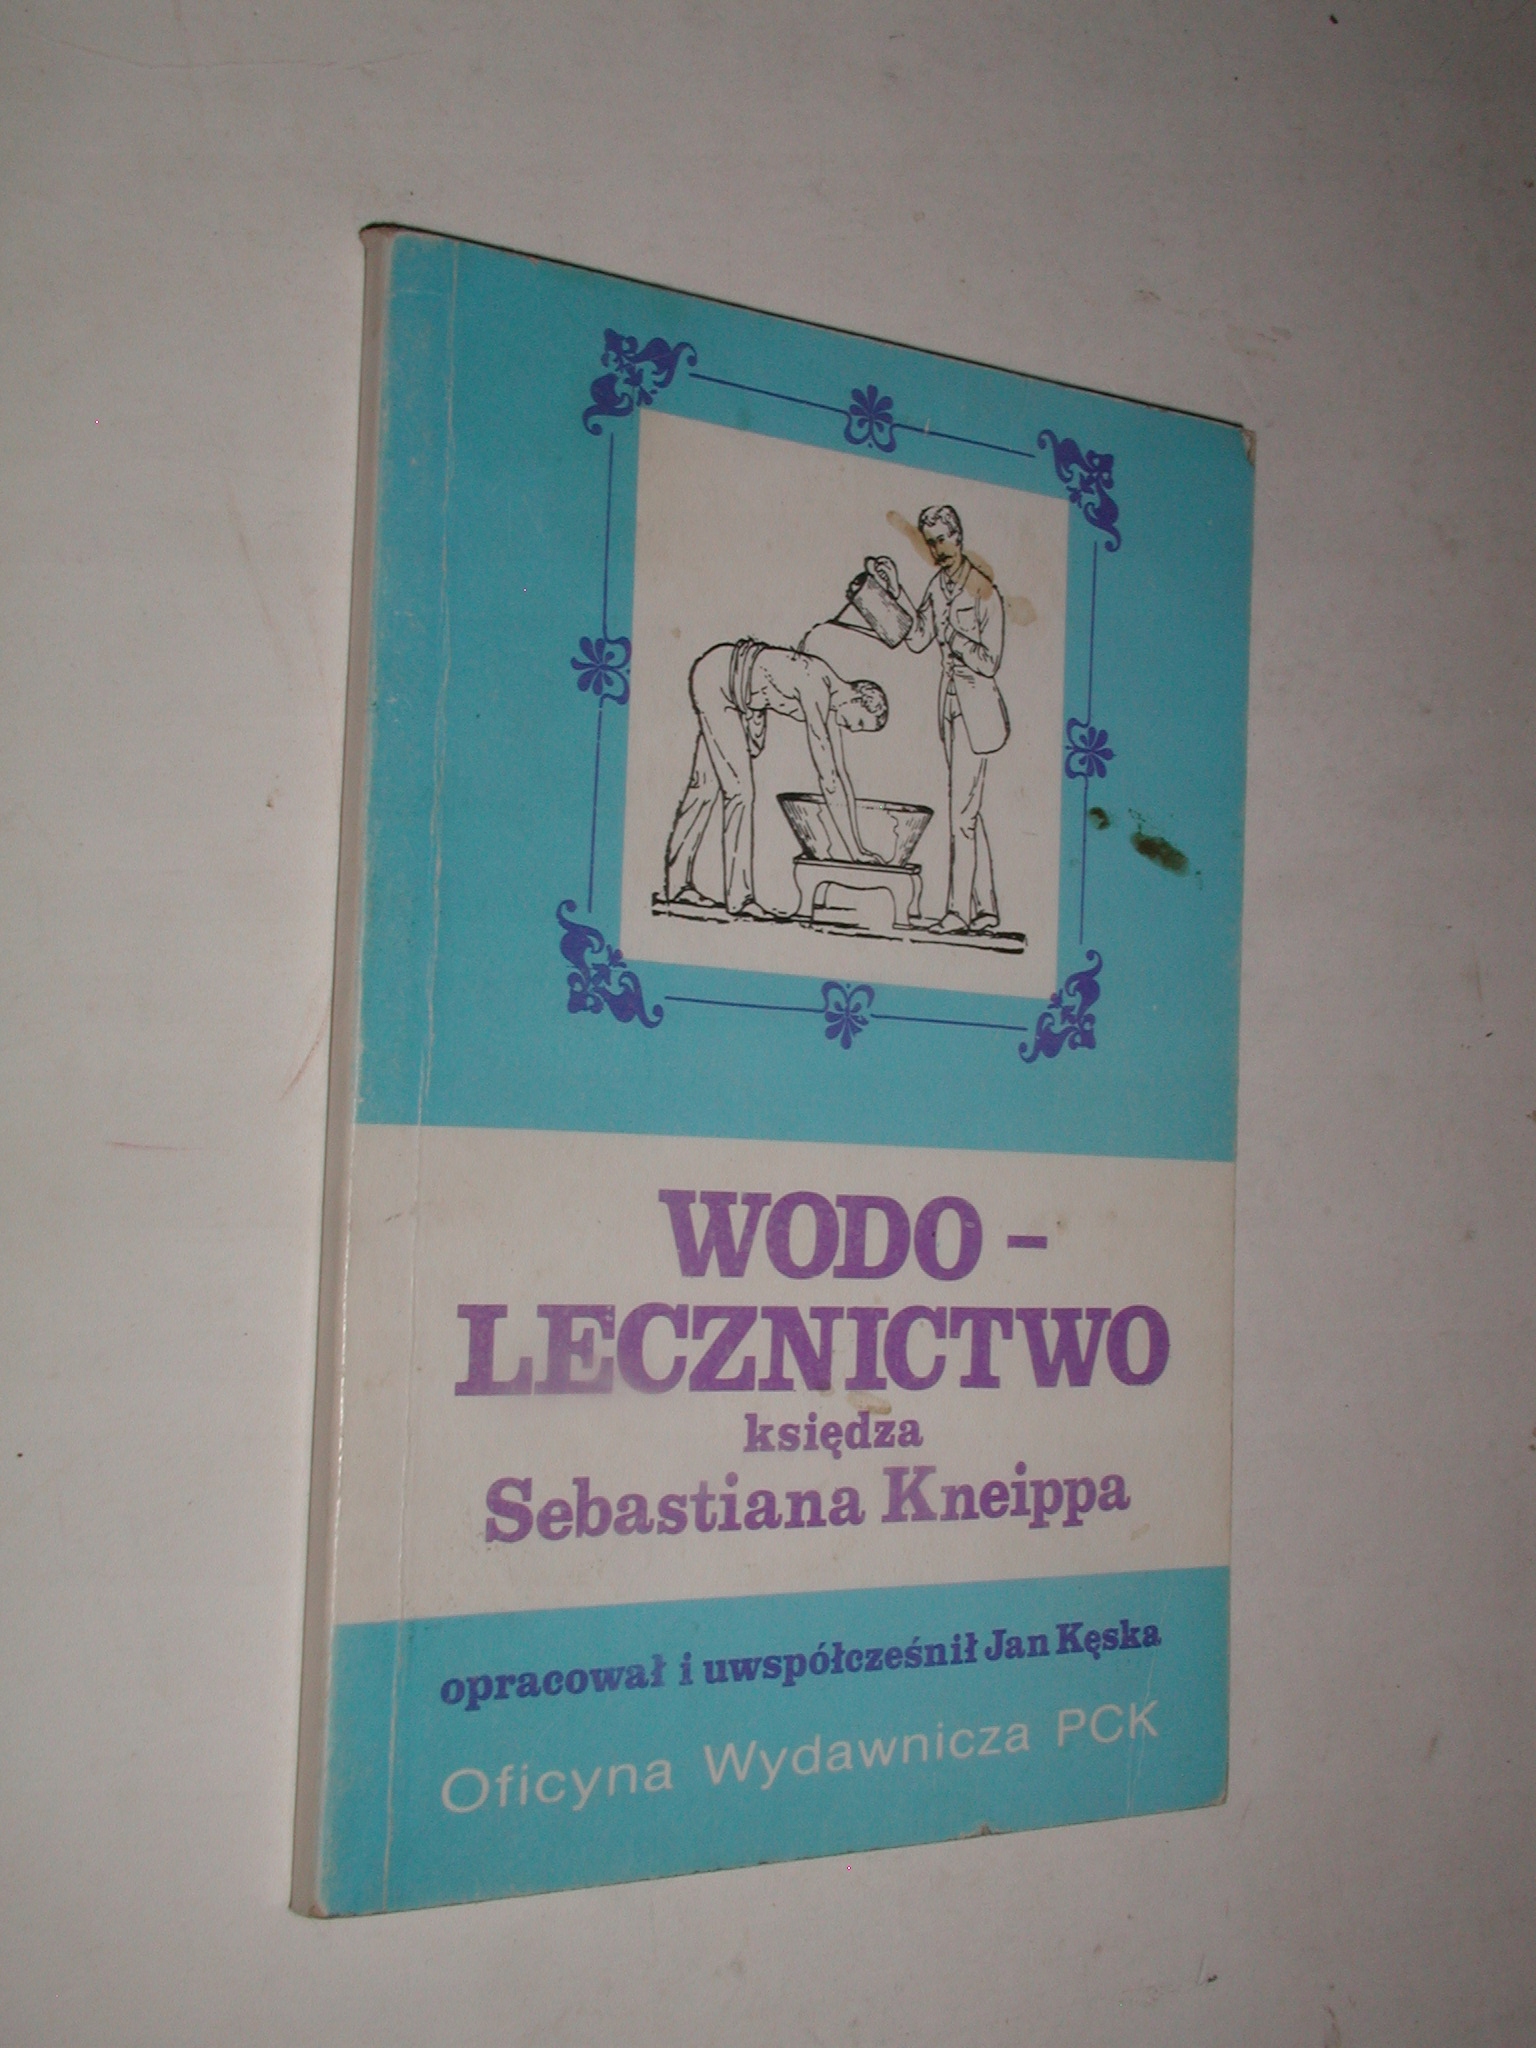 WODO -
LECZNICTWO
księdza
Sebastiana Kneippa
opracował i uwspółcześnił Jan Kęska
Oficyna Wydawnicza PCK